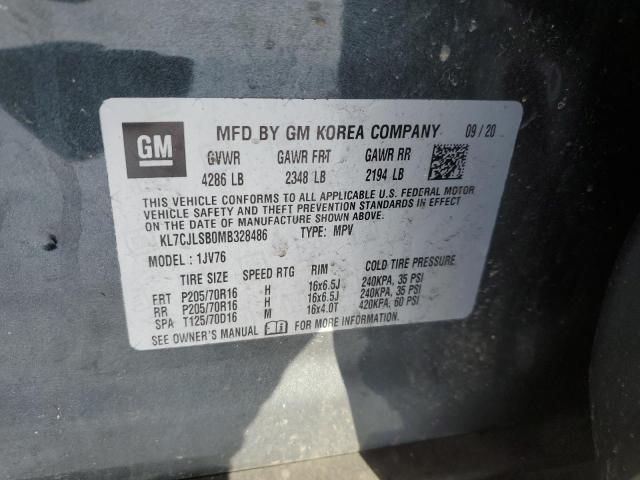 GM MFD BY GM KOREA COMPANY 09/20
GVWR GAWR FRT GAWR RR
4286 LB 2348 LB 2194 LB
THIS VEHICLE CONFORMS TO ALL APPLICABLE U.S. FEDERAL MOTOR
VEHICLE SAFETY AND THEFT PREVENTION STANDARDS IN EFFECT
ON THE DATE OF MANUFACTURE SHOWN ABOVE.
KL7CJLSB0MB328486 TYPE: MPV
MODEL : 1JV76
TIRE SIZE SPEED RTG RIM COLD TIRE PRESSURE
FRT P205/70R16 H 16x6.5J 240KPA, 35 PSI
RR P205/70R16 H 16x6.5J 240KPA, 35 PSI
SPA T125/70D16 M 16x4.0T 420KPA, 60 PSI
SEE OWNER'S MANUAL FOR MORE INFORMATION.